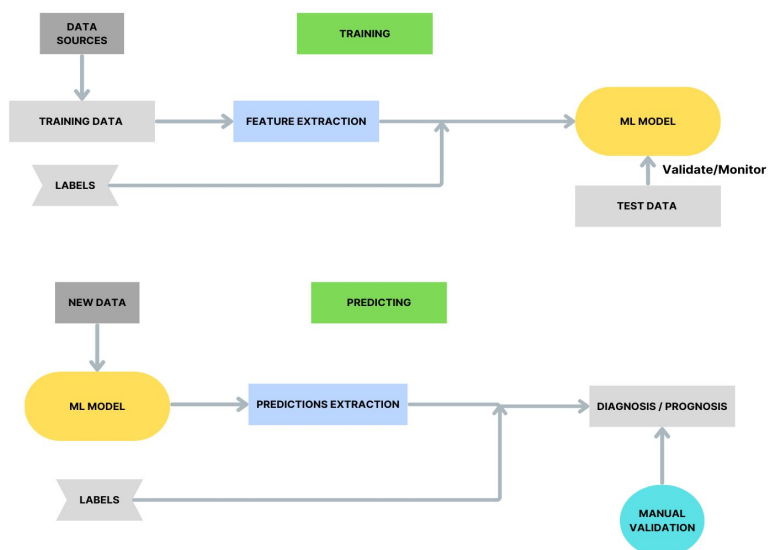 DATA
SOURCES
TRAINING
TRAINING DATA
FEATURE EXTRACTION
ML MODEL
LABELS
Validate/Monitor
TEST DATA
NEW DATA
PREDICTING
ML MODEL
PREDICTIONS EXTRACTION
DIAGNOSIS / PROGNOSIS
LABELS
MANUAL
VALIDATION